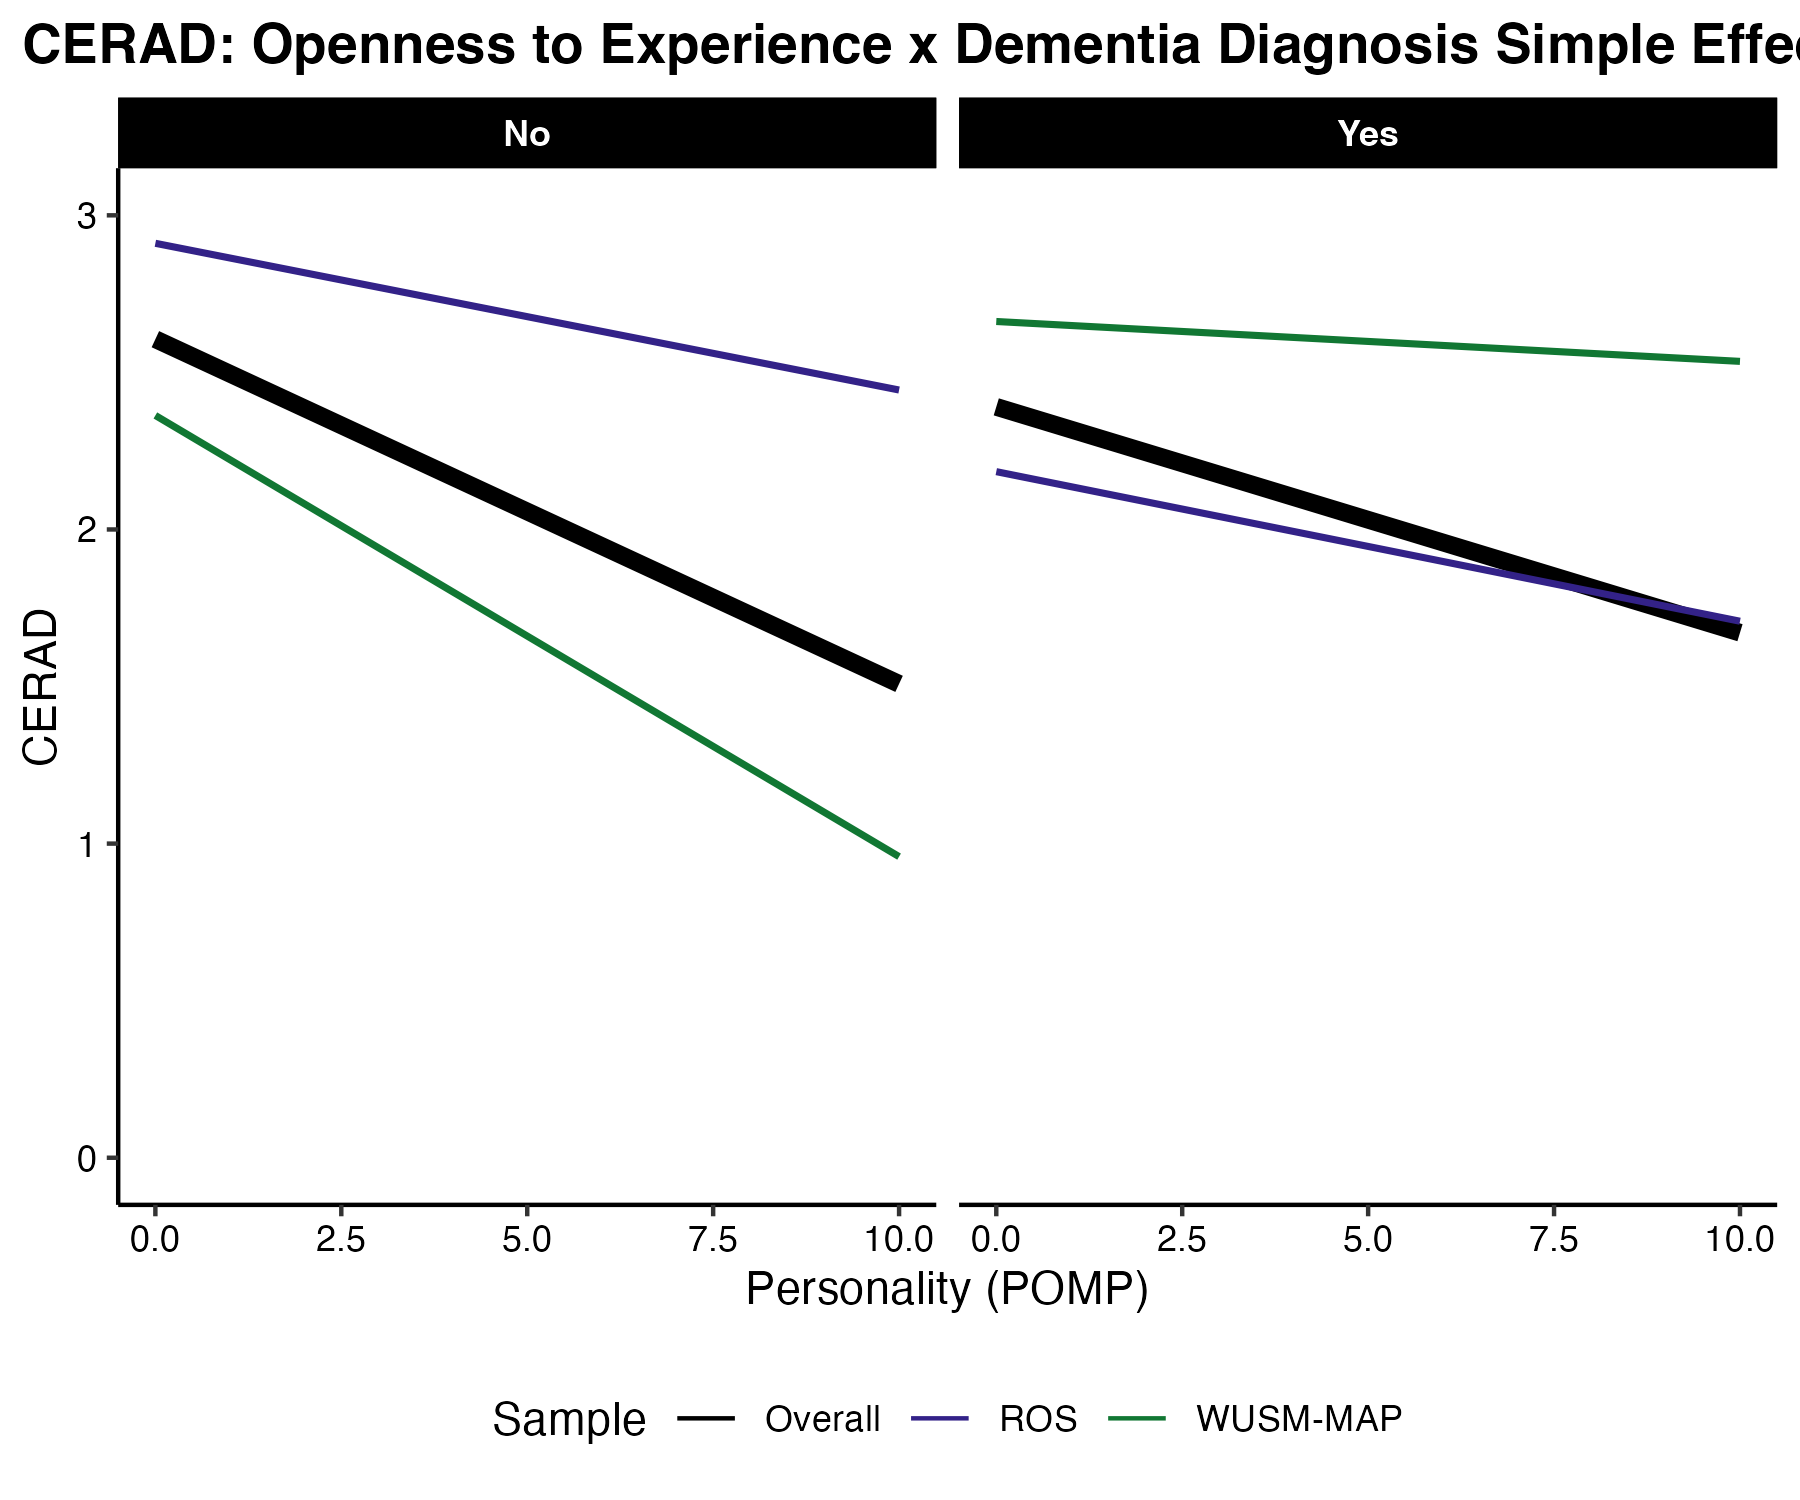 CERAD: Openness to Experience x Dementia Diagnosis Simple Effe
No Yes
3
2
1
0
CERAD
0.0 2.5 5.0 7.5 10.0 0.0 2.5 5.0 7.5 10.0
Personality (POMP)
Sample Overall ROS WUSM-MAP